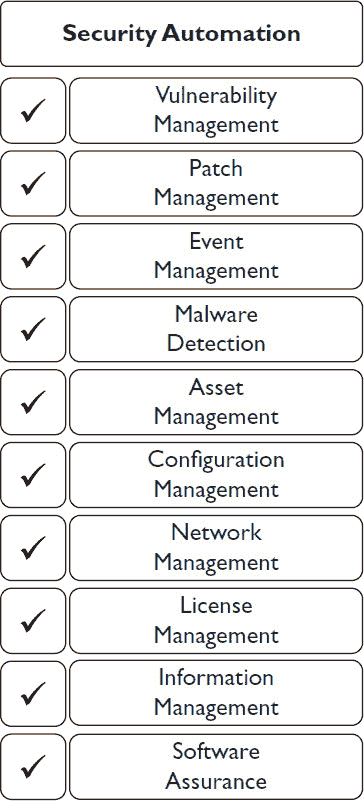 Security Automation
✓ Vulnerability
Management
✓ Patch
Management
✓ Event
Management
✓ Malware
Detection
✓ Asset
Management
✓ Configuration
Management
✓ Network
Management
✓ License
Management
✓ Information
Management
✓ Software
Assurance